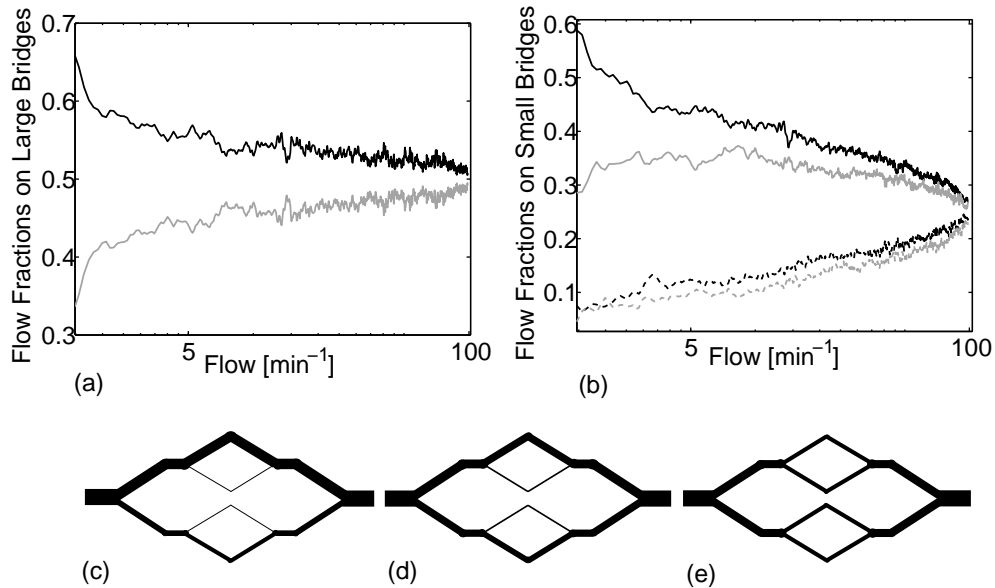 Flow Fractions on Large Bridges
0.7
0.6
0.5
0.4
0.3
5
100
Flow [min⁻¹]
(a)
Flow Fractions on Small Bridges
0.6
0.5
0.4
0.3
0.2
0.1
5
100
Flow [min⁻¹]
(b)
(c)
(d)
(e)